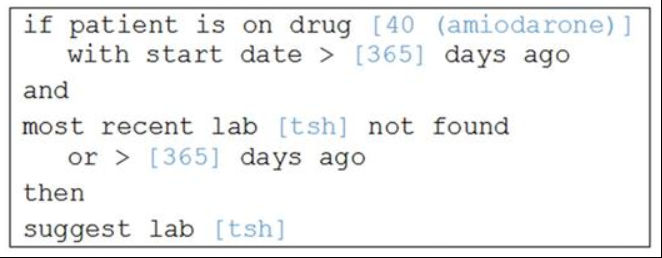 if patient is on drug [40 (amiodarone)]
with start date > [365] days ago
and
most recent lab [tsh] not found
or > [365] days ago
then
suggest lab [tsh]